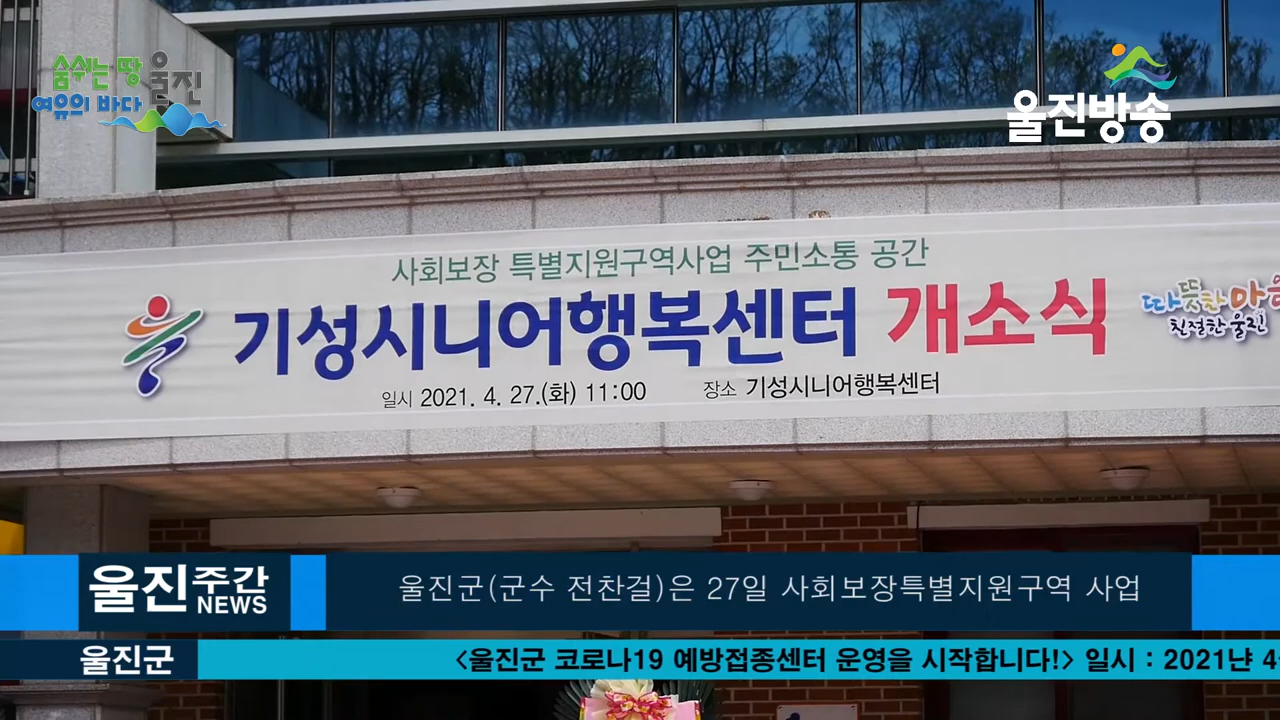 숨쉬는 땅 울진
여유의 바다
울진방송
사회보장 특별지원구역사업 주민소통 공간
기성시니어행복센터 개소식
일시 2021. 4. 27.(화) 11:00 장소 기성시니어행복센터
따뜻한
친절한 울진
울진주간
NEWS
울진군(군수 전찬걸)은 27일 사회보장특별지원구역 사업
울진군
<울진군 코로나19 예방접종센터 운영을 시작합니다!> 일시 : 2021년 4